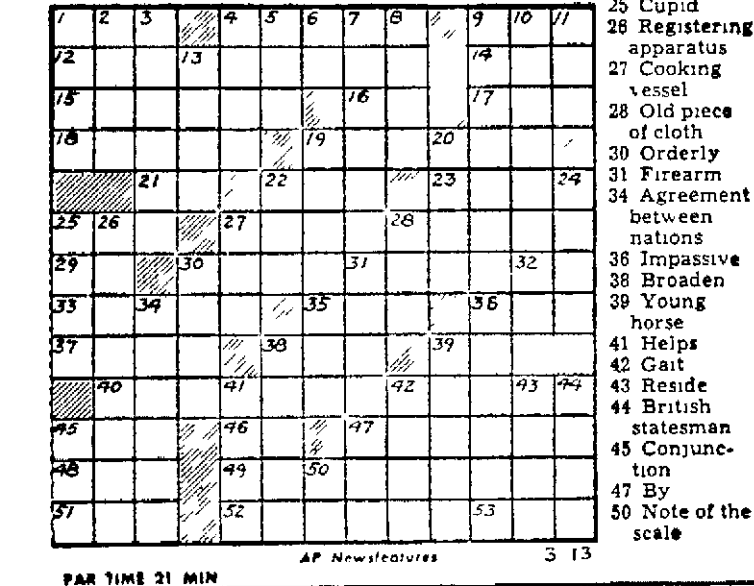 1 2 3 4 5 6 7 8 9 10 11
12 13 14
15 16 17
18 19 20
21 22 23 24
25 26 27 28
29 30 31 32
33 34 35 36
37 38 39
40 41 42 43 44
45 46 47
48 49 50
51 52 53
AP Newsfeatures 3 13
PAR TIME 21 MIN
25 Cupid
26 Registering
apparatus
27 Cooking
vessel
28 Old piece
of cloth
30 Orderly
31 Firearm
34 Agreement
between
nations
36 Impassive
38 Broaden
39 Young
horse
41 Helps
42 Gait
43 Reside
44 British
statesman
45 Conjunc-
tion
47 By
50 Note of the
scale